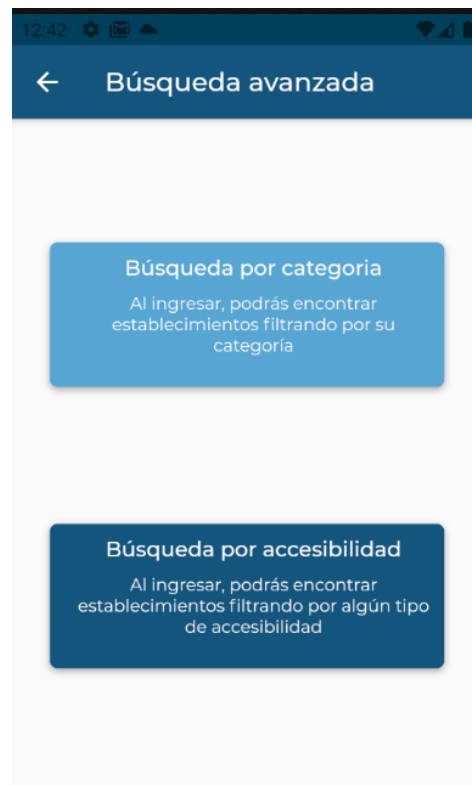 12:42
Búsqueda avanzada
Búsqueda por categoria
Al ingresar, podrás encontrar
establecimientos filtrando por su
categoría
Búsqueda por accesibilidad
Al ingresar, podrás encontrar
establecimientos filtrando por algún tipo
de accesibilidad